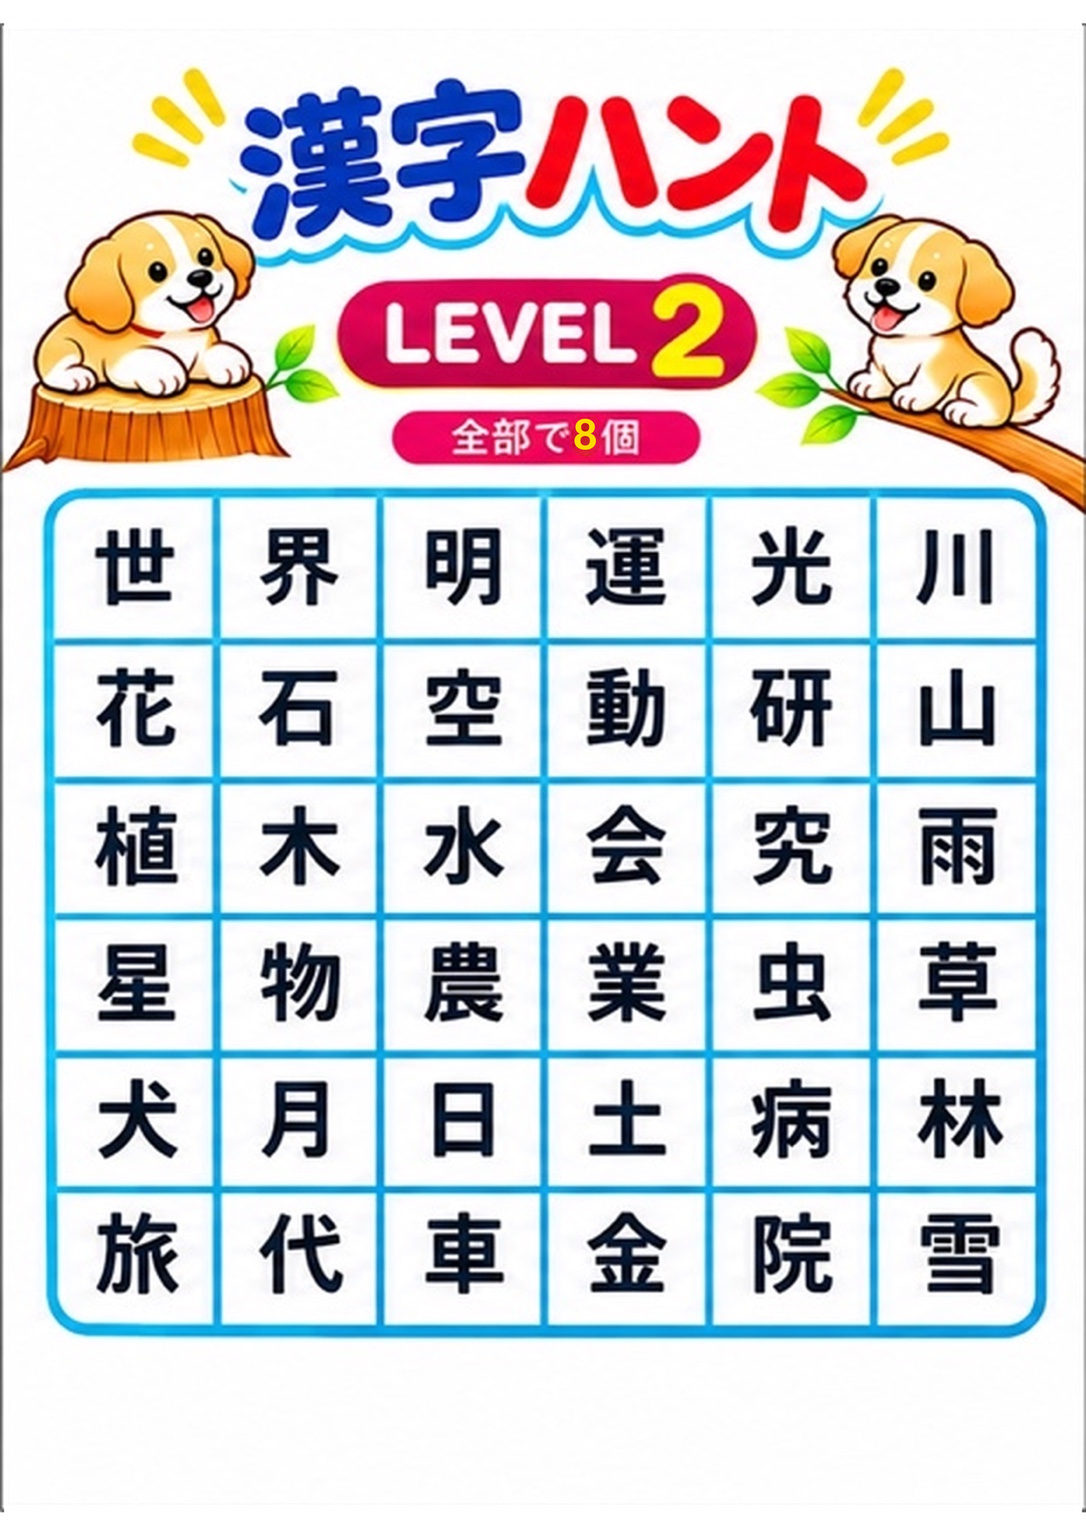 漢字ハント
LEVEL 2
全部で8個
世 界 明 運 光 川
花 石 空 動 研 山
植 木 水 会 究 雨
星 物 農 業 虫 草
犬 月 日 土 病 林
旅 代 車 金 院 雪